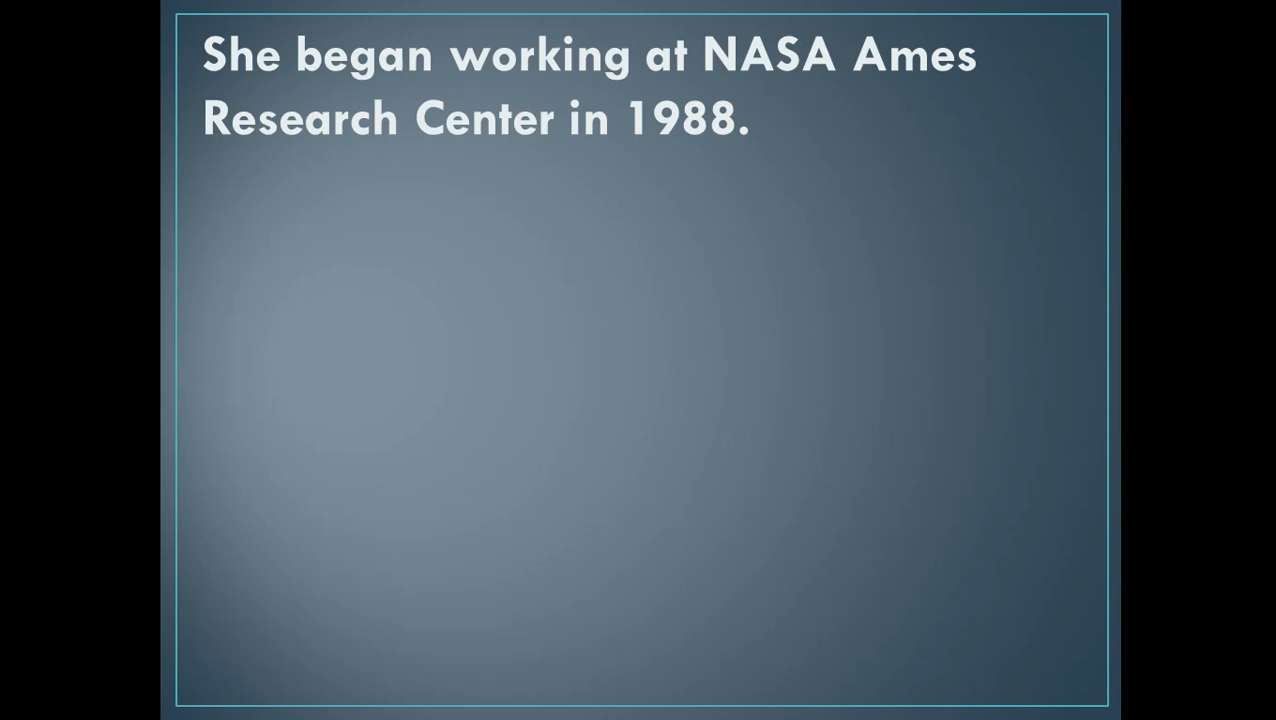 She began working at NASA Ames
Research Center in 1988.